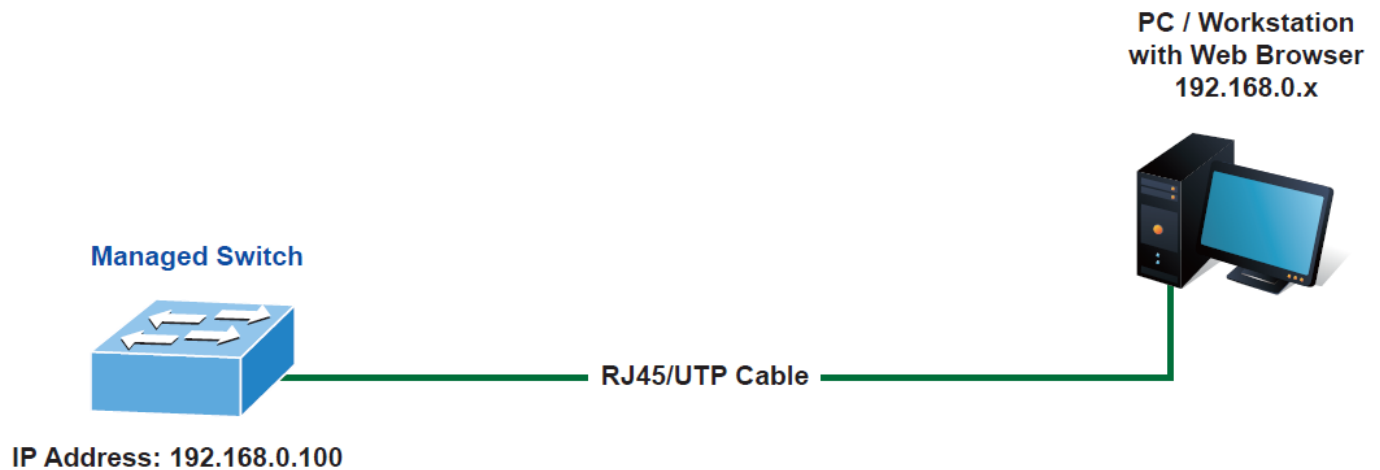 PC / Workstation
with Web Browser
192.168.0.x
Managed Switch
RJ45/UTP Cable
IP Address: 192.168.0.100